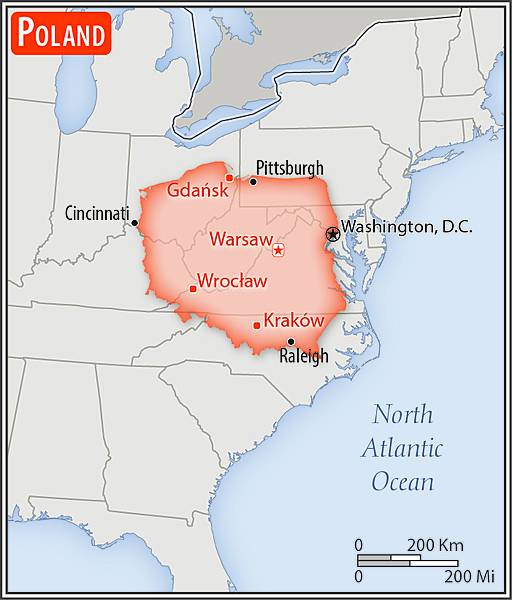 POLAND
Pittsburgh
Gdańsk
Cincinnati
Washington, D.C.
Warsaw
Wrocław
Kraków
Raleigh
North
Atlantic
Ocean
0 200 Km
0 200 Mi